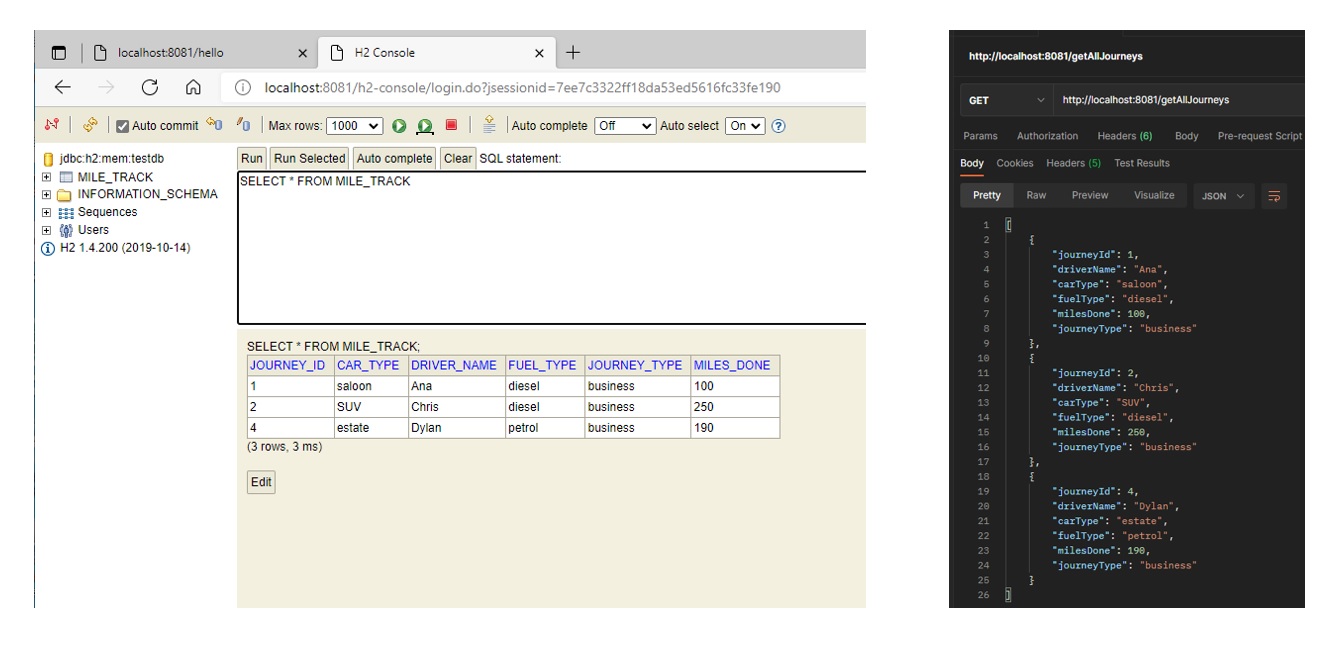 localhost:8081/hello
H2 Console
localhost:8081/h2-console/login.do?jsessionid=7ee7c3322ff18da53ed5616fc33fe190
Auto commit Max rows: 1000 Auto complete Off Auto select On
jdbc:h2:mem:testdb
MILE_TRACK
INFORMATION_SCHEMA
Sequences
Users
H2 1.4.200 (2019-10-14)
Run Run Selected Auto complete Clear SQL statement:
SELECT * FROM MILE_TRACK
SELECT * FROM MILE_TRACK;
JOURNEY_ID CAR_TYPE DRIVER_NAME FUEL_TYPE JOURNEY_TYPE MILES_DONE
1 saloon Ana diesel business 100
2 SUV Chris diesel business 250
4 estate Dylan petrol business 190
(3 rows, 3 ms)
Edit
http://localhost:8081/getAllJourneys
GET http://localhost:8081/getAllJourneys
Params Authorization Headers (6) Body Pre-request Script
Body Cookies Headers (5) Test Results
Pretty Raw Preview Visualize JSON
1 [
2 {
3 "journeyId": 1,
4 "driverName": "Ana",
5 "carType": "saloon",
6 "fuelType": "diesel",
7 "milesDone": 100,
8 "journeyType": "business"
9 },
10 {
11 "journeyId": 2,
12 "driverName": "Chris",
13 "carType": "SUV",
14 "fuelType": "diesel",
15 "milesDone": 250,
16 "journeyType": "business"
17 },
18 {
19 "journeyId": 4,
20 "driverName": "Dylan",
21 "carType": "estate",
22 "fuelType": "petrol",
23 "milesDone": 190,
24 "journeyType": "business"
25 }
26 ]